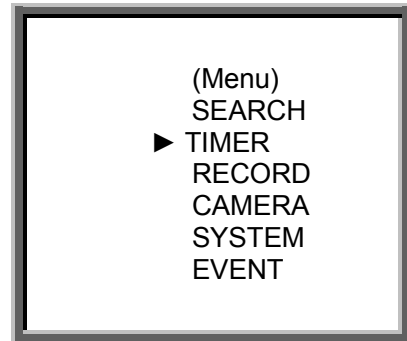 (Menu)
SEARCH
► TIMER
RECORD
CAMERA
SYSTEM
EVENT